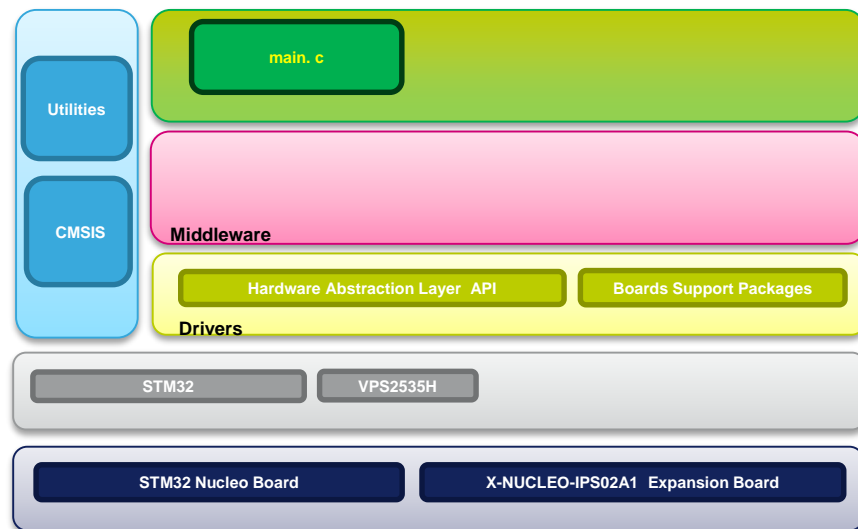 main. c
Utilities
CMSIS
Middleware
Hardware Abstraction Layer API
Boards Support Packages
Drivers
STM32
VPS2535H
STM32 Nucleo Board
X-NUCLEO-IPS02A1 Expansion Board